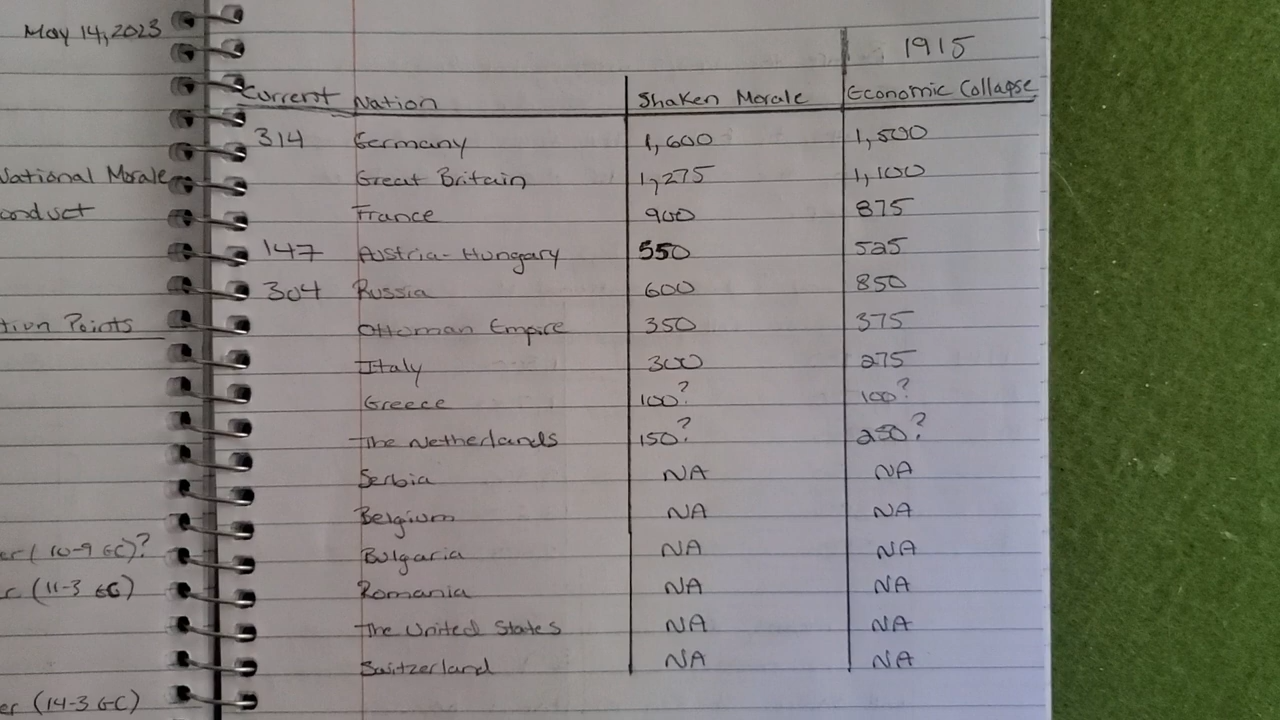 May 14, 2023
National Morale
onduct
tion Points
er (10-9 GC)?
(11-3 GC)
er (14-3 GC)
1915
Current Nation Shaken Morale Economic Collapse
314 Germany 1,600 1,500
Great Britain 1,275 1,100
France 900 875
147 Austria-Hungary 550 525
304 Russia 600 850
Ottoman Empire 350 375
Italy 300 275
Greece 100? 100?
The Netherlands 150? 250?
Serbia NA NA
Belgium NA NA
Bulgaria NA NA
Romania NA NA
The United States NA NA
Switzerland NA NA